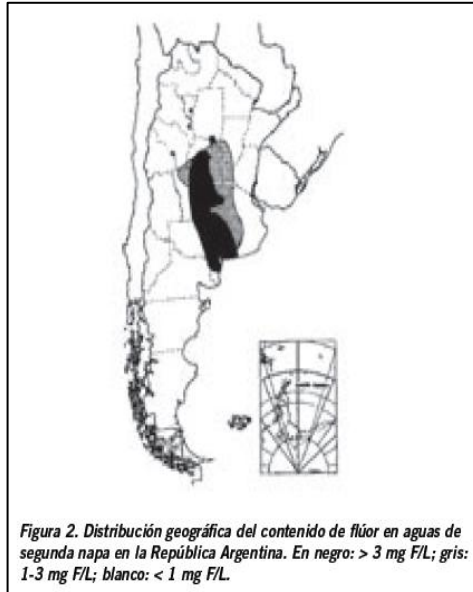 Figura 2. Distribución geográfica del contenido de flúor en aguas de
segunda napa en la República Argentina. En negro: > 3 mg F/L; gris:
1-3 mg F/L; blanco: < 1 mg F/L.